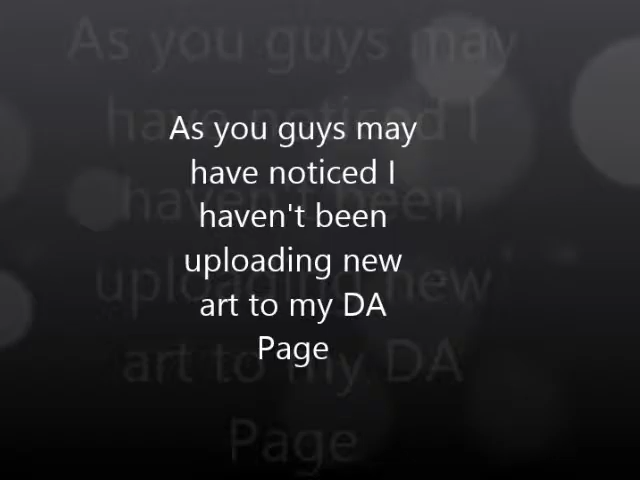 As you guys may
have noticed I
haven't been
uploading new
art to my DA
Page